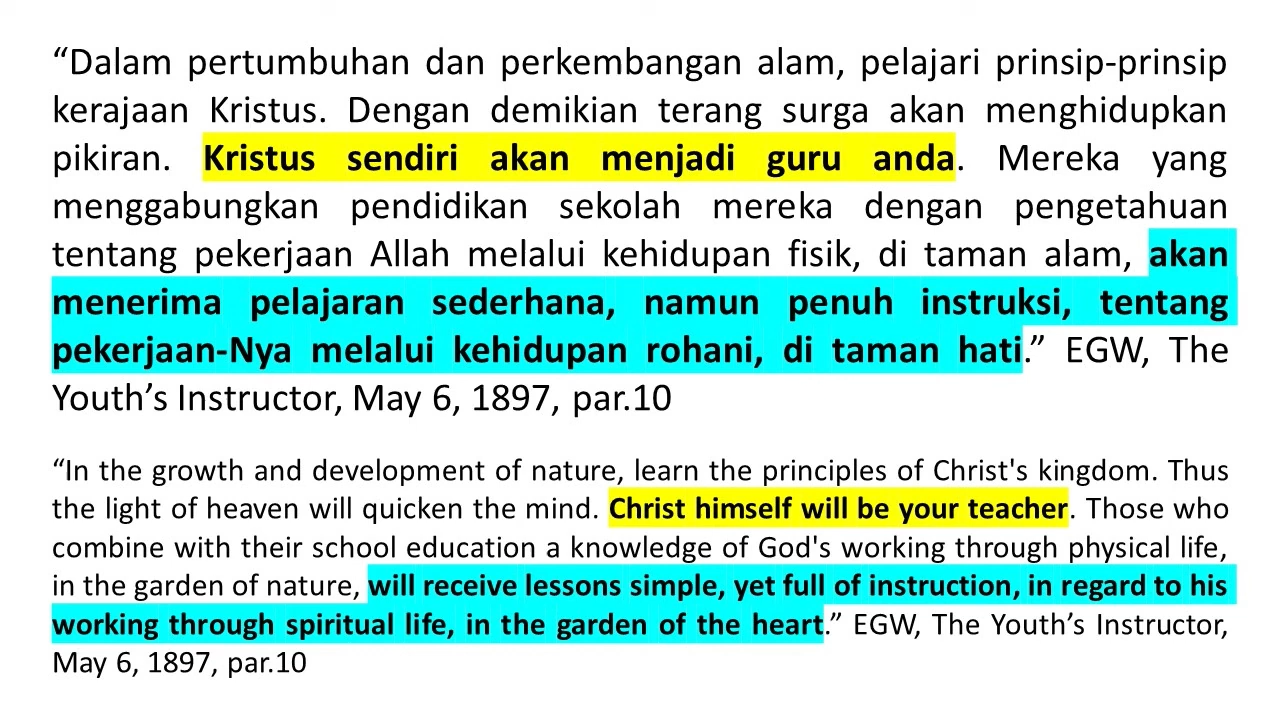 “Dalam pertumbuhan dan perkembangan alam, pelajari prinsip-prinsip
kerajaan Kristus. Dengan demikian terang surga akan menghidupkan
pikiran. Kristus sendiri akan menjadi guru anda. Mereka yang
menggabungkan pendidikan sekolah mereka dengan pengetahuan
tentang pekerjaan Allah melalui kehidupan fisik, di taman alam, akan
menerima pelajaran sederhana, namun penuh instruksi, tentang
pekerjaan-Nya melalui kehidupan rohani, di taman hati.” EGW, The
Youth’s Instructor, May 6, 1897, par.10
“In the growth and development of nature, learn the principles of Christ's kingdom. Thus
the light of heaven will quicken the mind. Christ himself will be your teacher. Those who
combine with their school education a knowledge of God's working through physical life,
in the garden of nature, will receive lessons simple, yet full of instruction, in regard to his
working through spiritual life, in the garden of the heart.” EGW, The Youth’s Instructor,
May 6, 1897, par.10